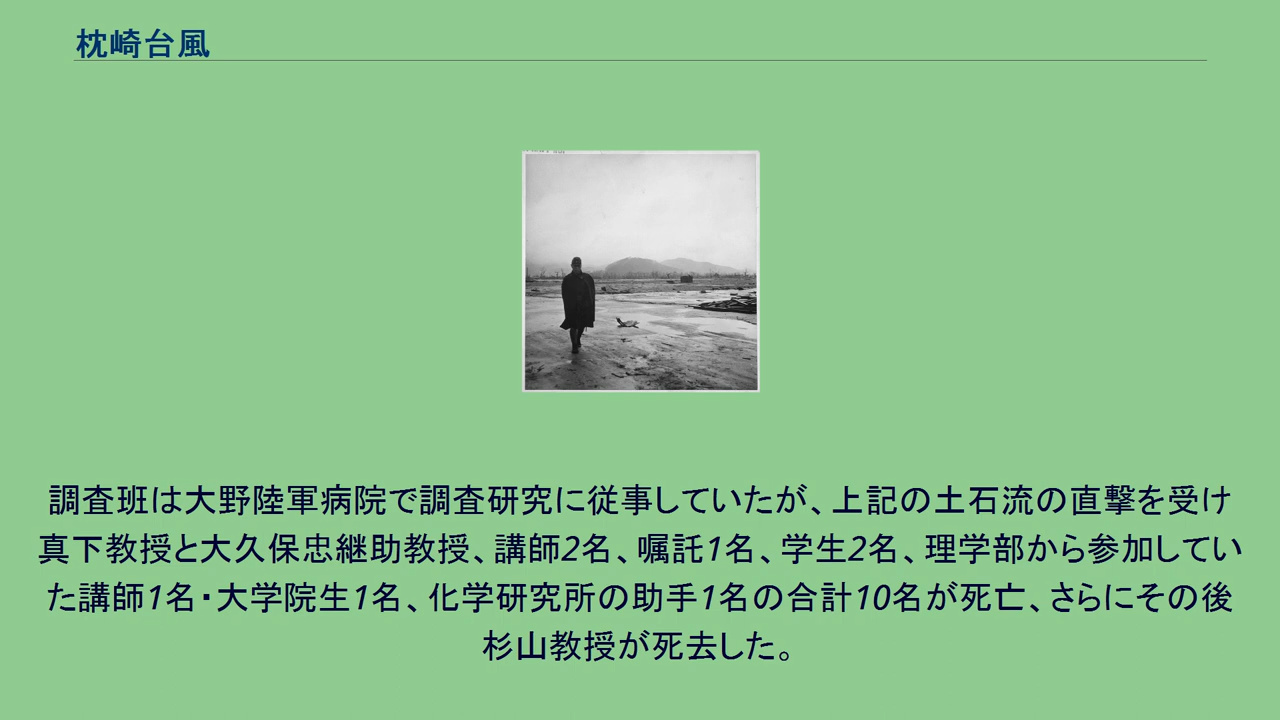 枕崎台風
調査班は大野陸軍病院で調査研究に従事していたが、上記の土石流の直撃を受け
真下教授と大久保忠継助教授、講師2名、嘱託1名、学生2名、理学部から参加してい
た講師1名・大学院生1名、化学研究所の助手1名の合計10名が死亡、さらにその後
杉山教授が死去した。